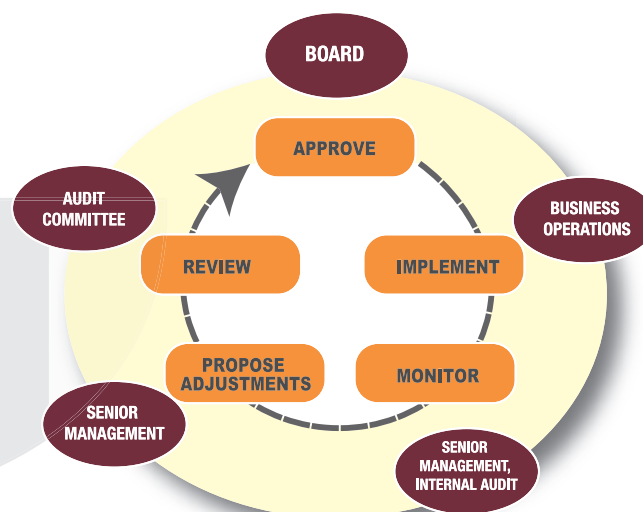 BOARD
APPROVE
AUDIT
COMMITTEE
BUSINESS
OPERATIONS
REVIEW
IMPLEMENT
PROPOSE
ADJUSTMENTS
MONITOR
SENIOR
MANAGEMENT
SENIOR
MANAGEMENT,
INTERNAL AUDIT